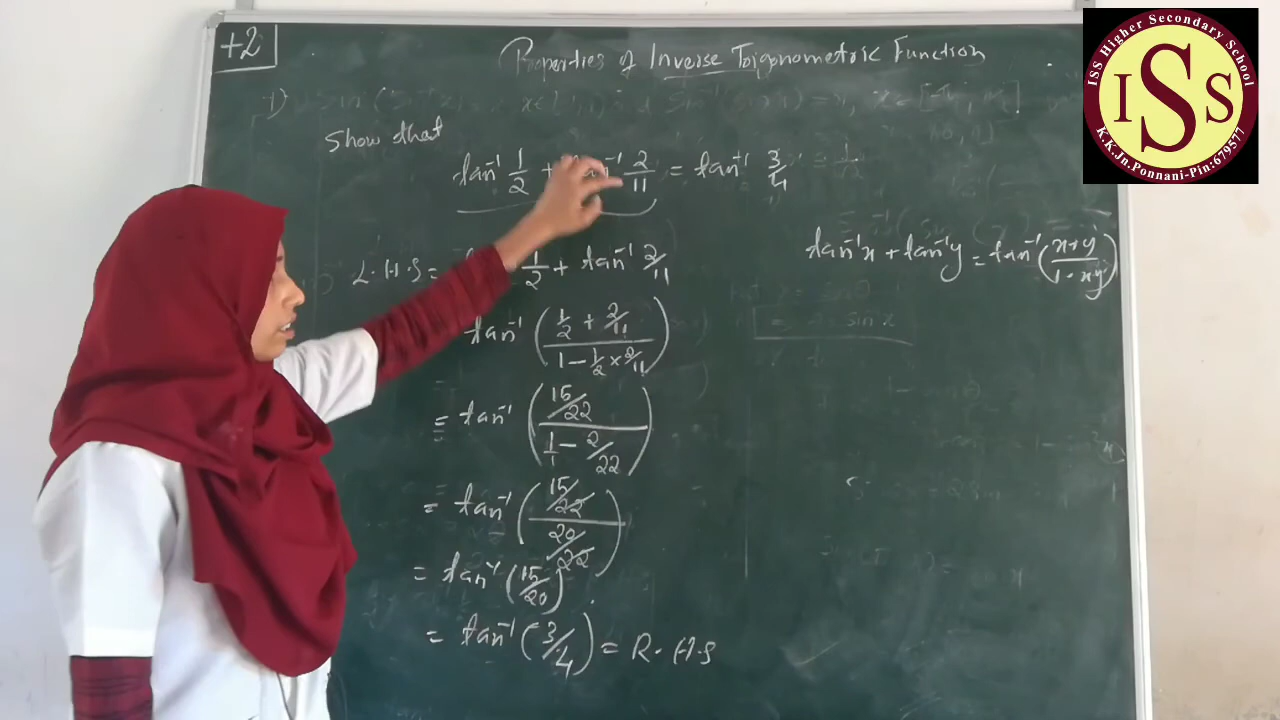 +2
Properties of Inverse Trigonometric Function
Show that
tan⁻¹ 1/2 + tan⁻¹ 2/11 = tan⁻¹ 3/4
tan⁻¹x + tan⁻¹y = tan⁻¹ ((x+y)/(1-xy))
L.H.S = 1/2 + tan⁻¹ 2/11
tan⁻¹ ((1/2 + 2/11)/(1 - 1/2 × 2/11))
= tan⁻¹ ((15/22)/(1/1 - 2/22))
= tan⁻¹ ((15/22)/(20/22))
= tan⁻¹ (15/20)
= tan⁻¹ (3/4) = R.H.S
ISS Higher Secondary School
ISS
K.K.Jn.Ponnani-Pin:679577